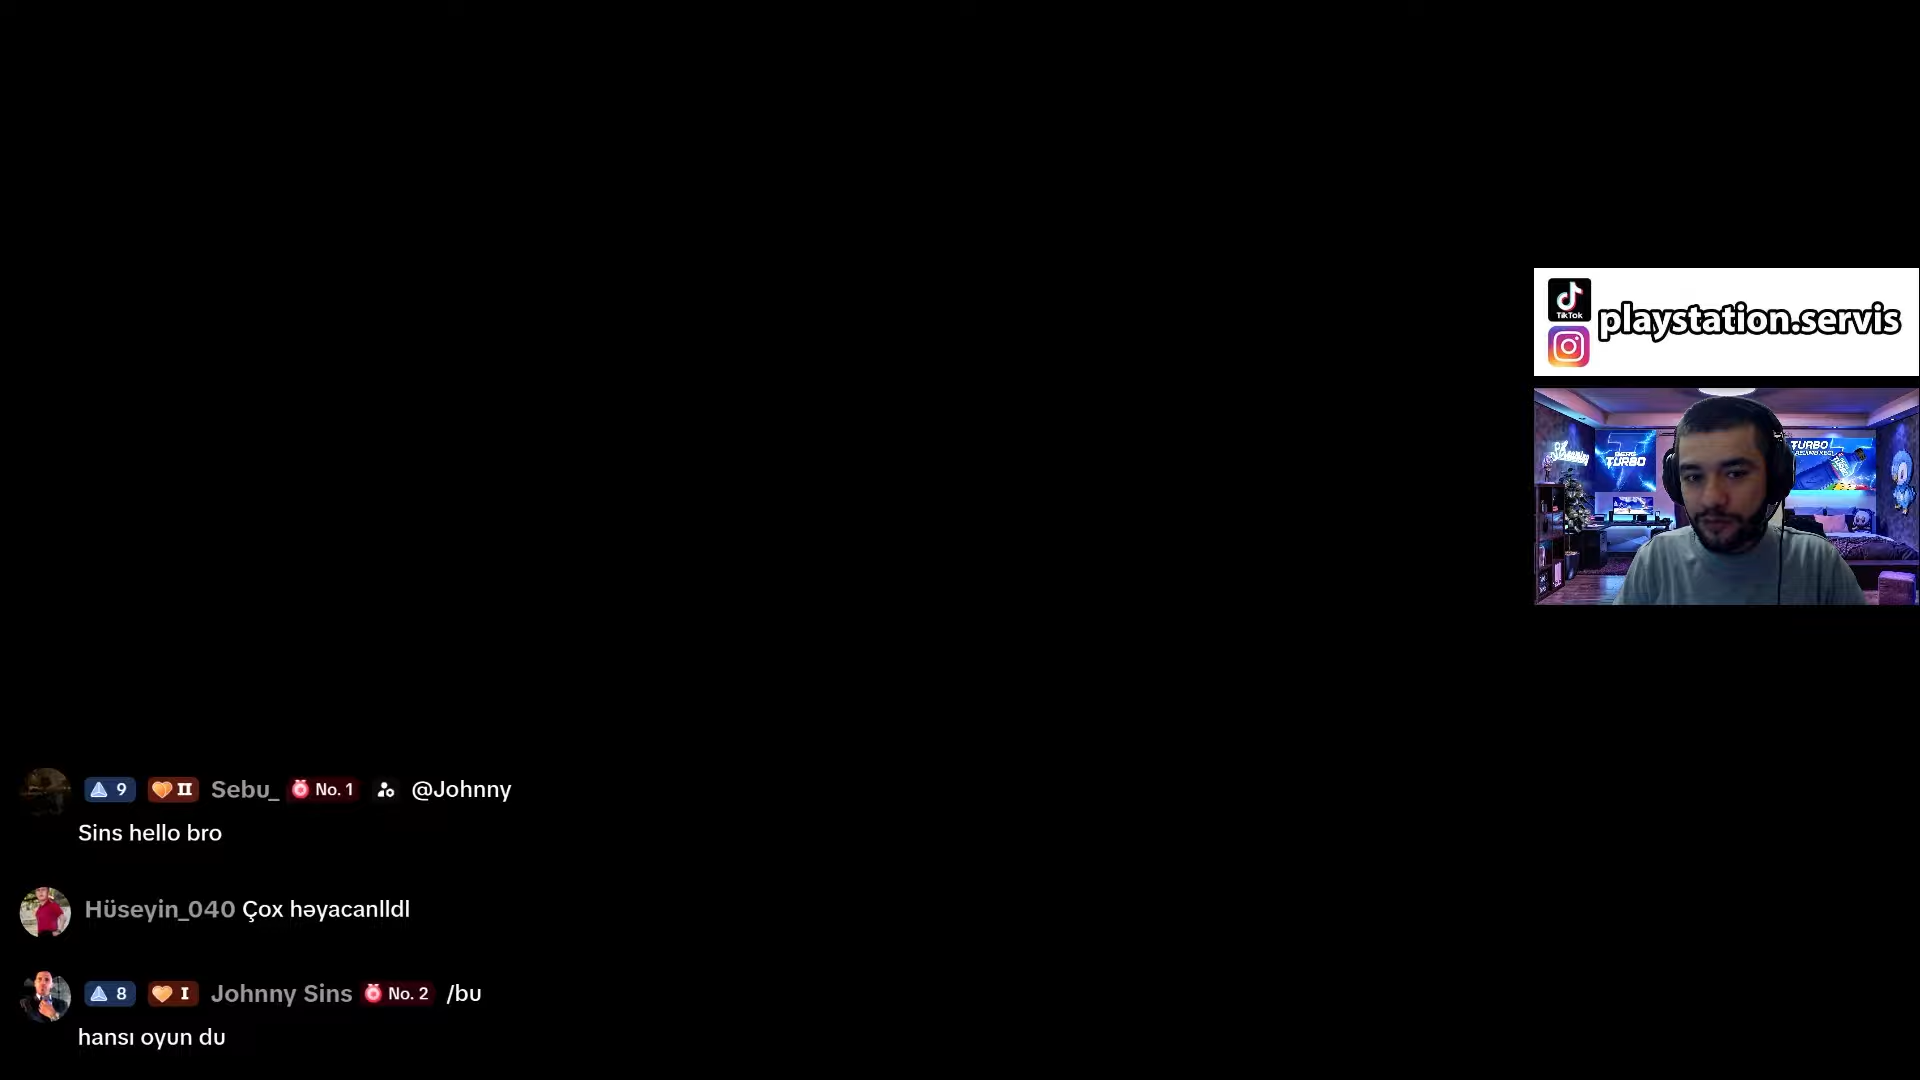 TikTok
playstation.servis
TURBO
TURBO
9 II Sebu_ No. 1 @Johnny
Sins hello bro
Hüseyin_040 Çox həyacanlldl
8 I Johnny Sins No. 2 /bu
hansı oyun du